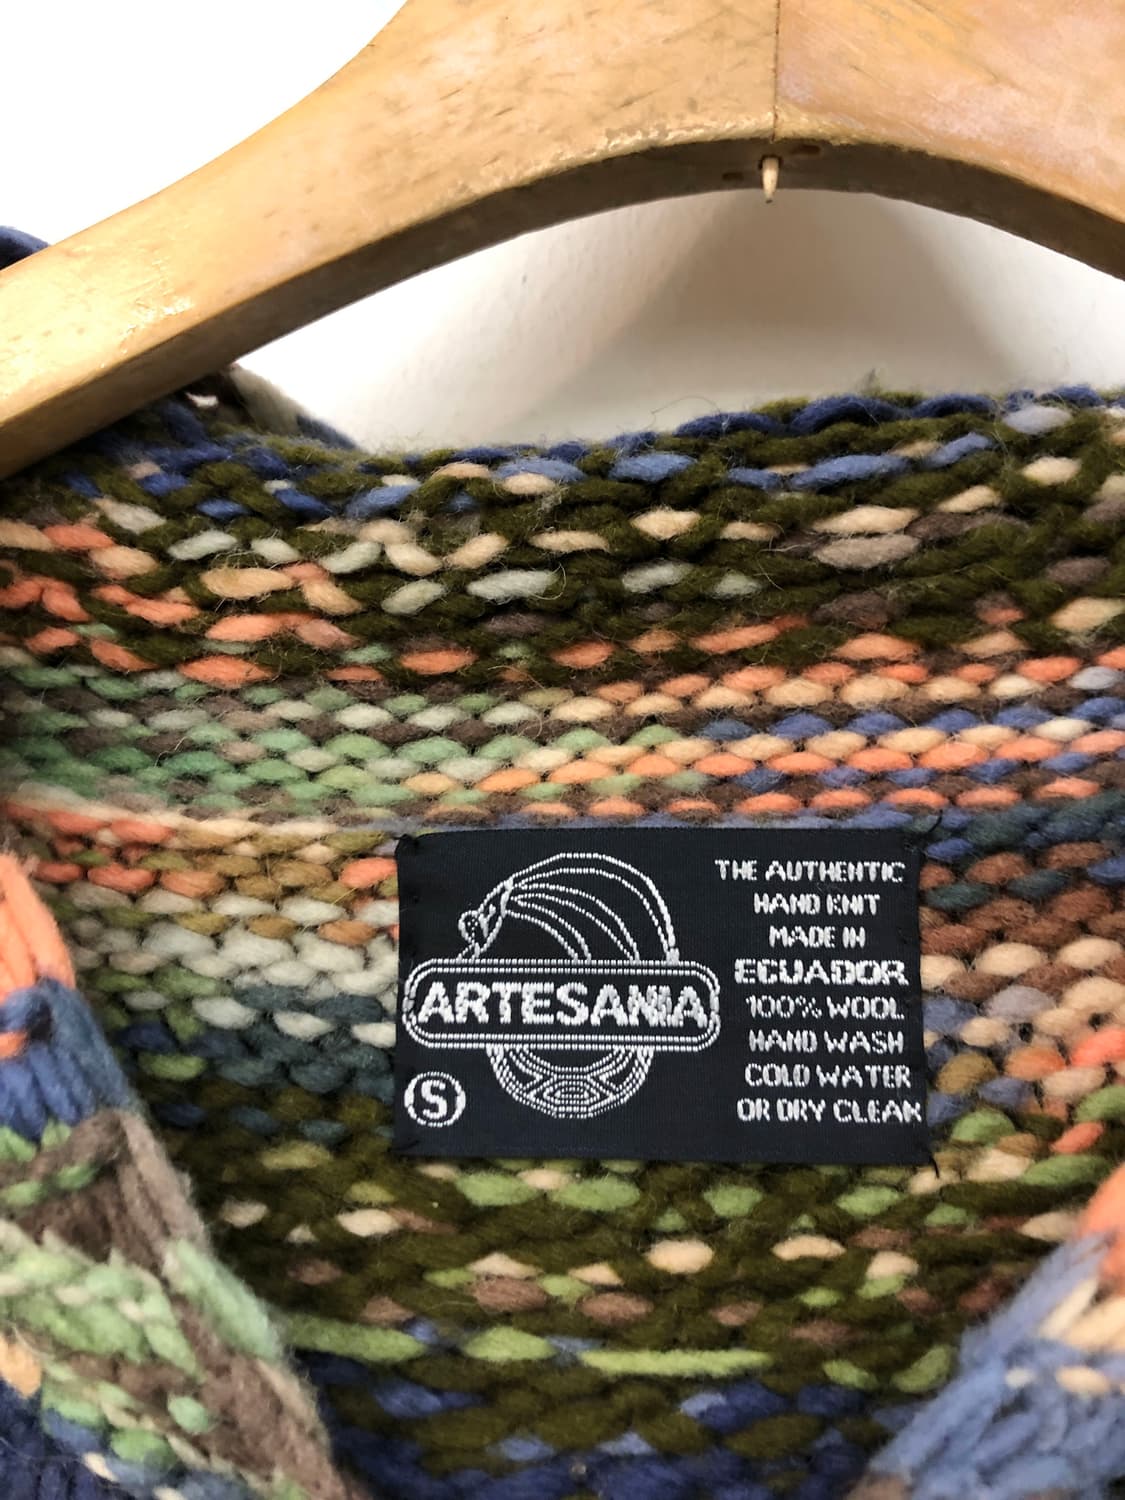 ARTESANIA
S
THE AUTHENTIC
HAND KNIT
MADE IN
ECUADOR
100% WOOL
HAND WASH
COLD WATER
OR DRY CLEAN